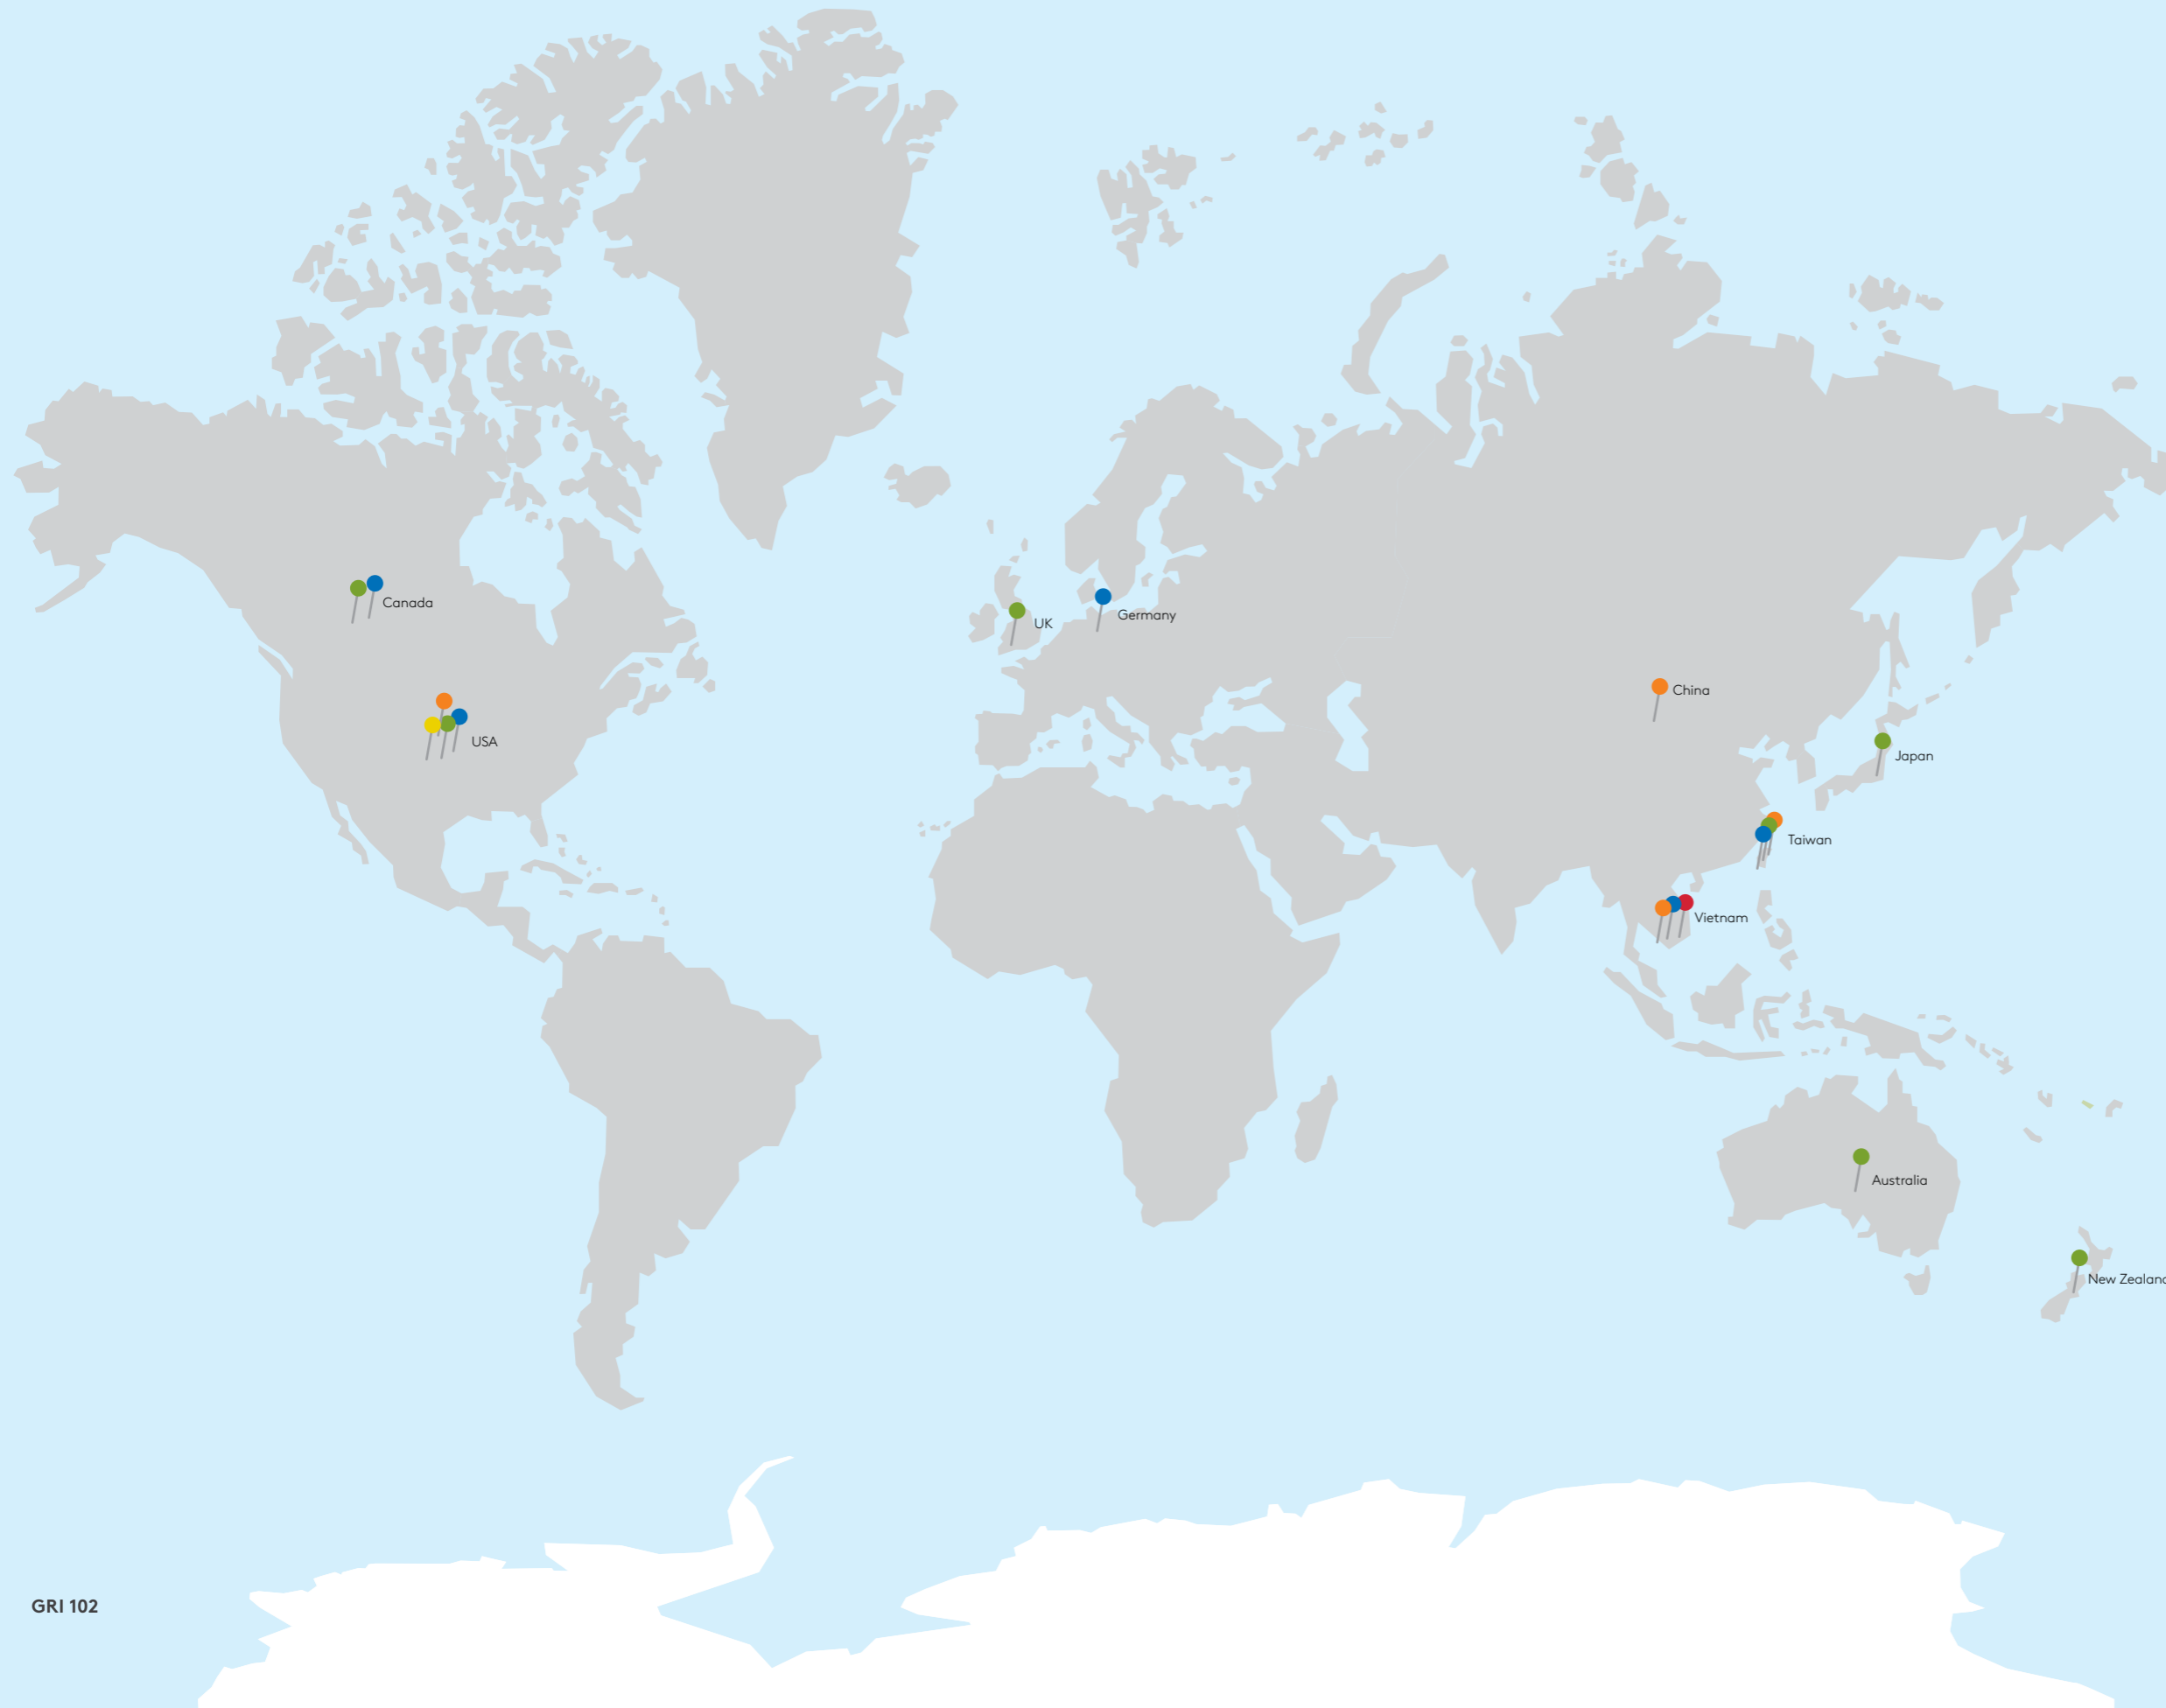 Canada
UK
Germany
China
USA
Japan
Taiwan
Vietnam
Australia
New Zealand
GRI 102